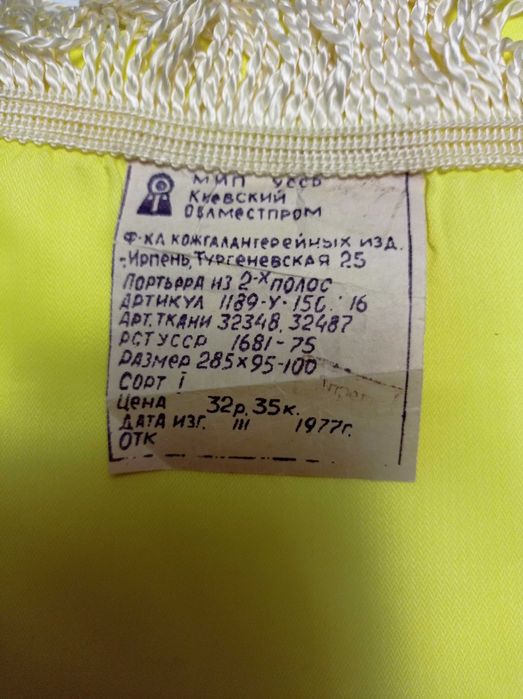 МИП УССР
Киевский
Облместпром
Ф-ка кожгалантерейных изд.
г.Ирпень, Тургеневская 25
Портьера из 2-х полос
Артикул 1189-У-150. 16
Арт. ткани 32348, 32487
РСТ УССР 1681-75
Размер 285х95-100
Сорт I
Цена 32р. 35к.
Дата изг. III 1977г.
ОТК